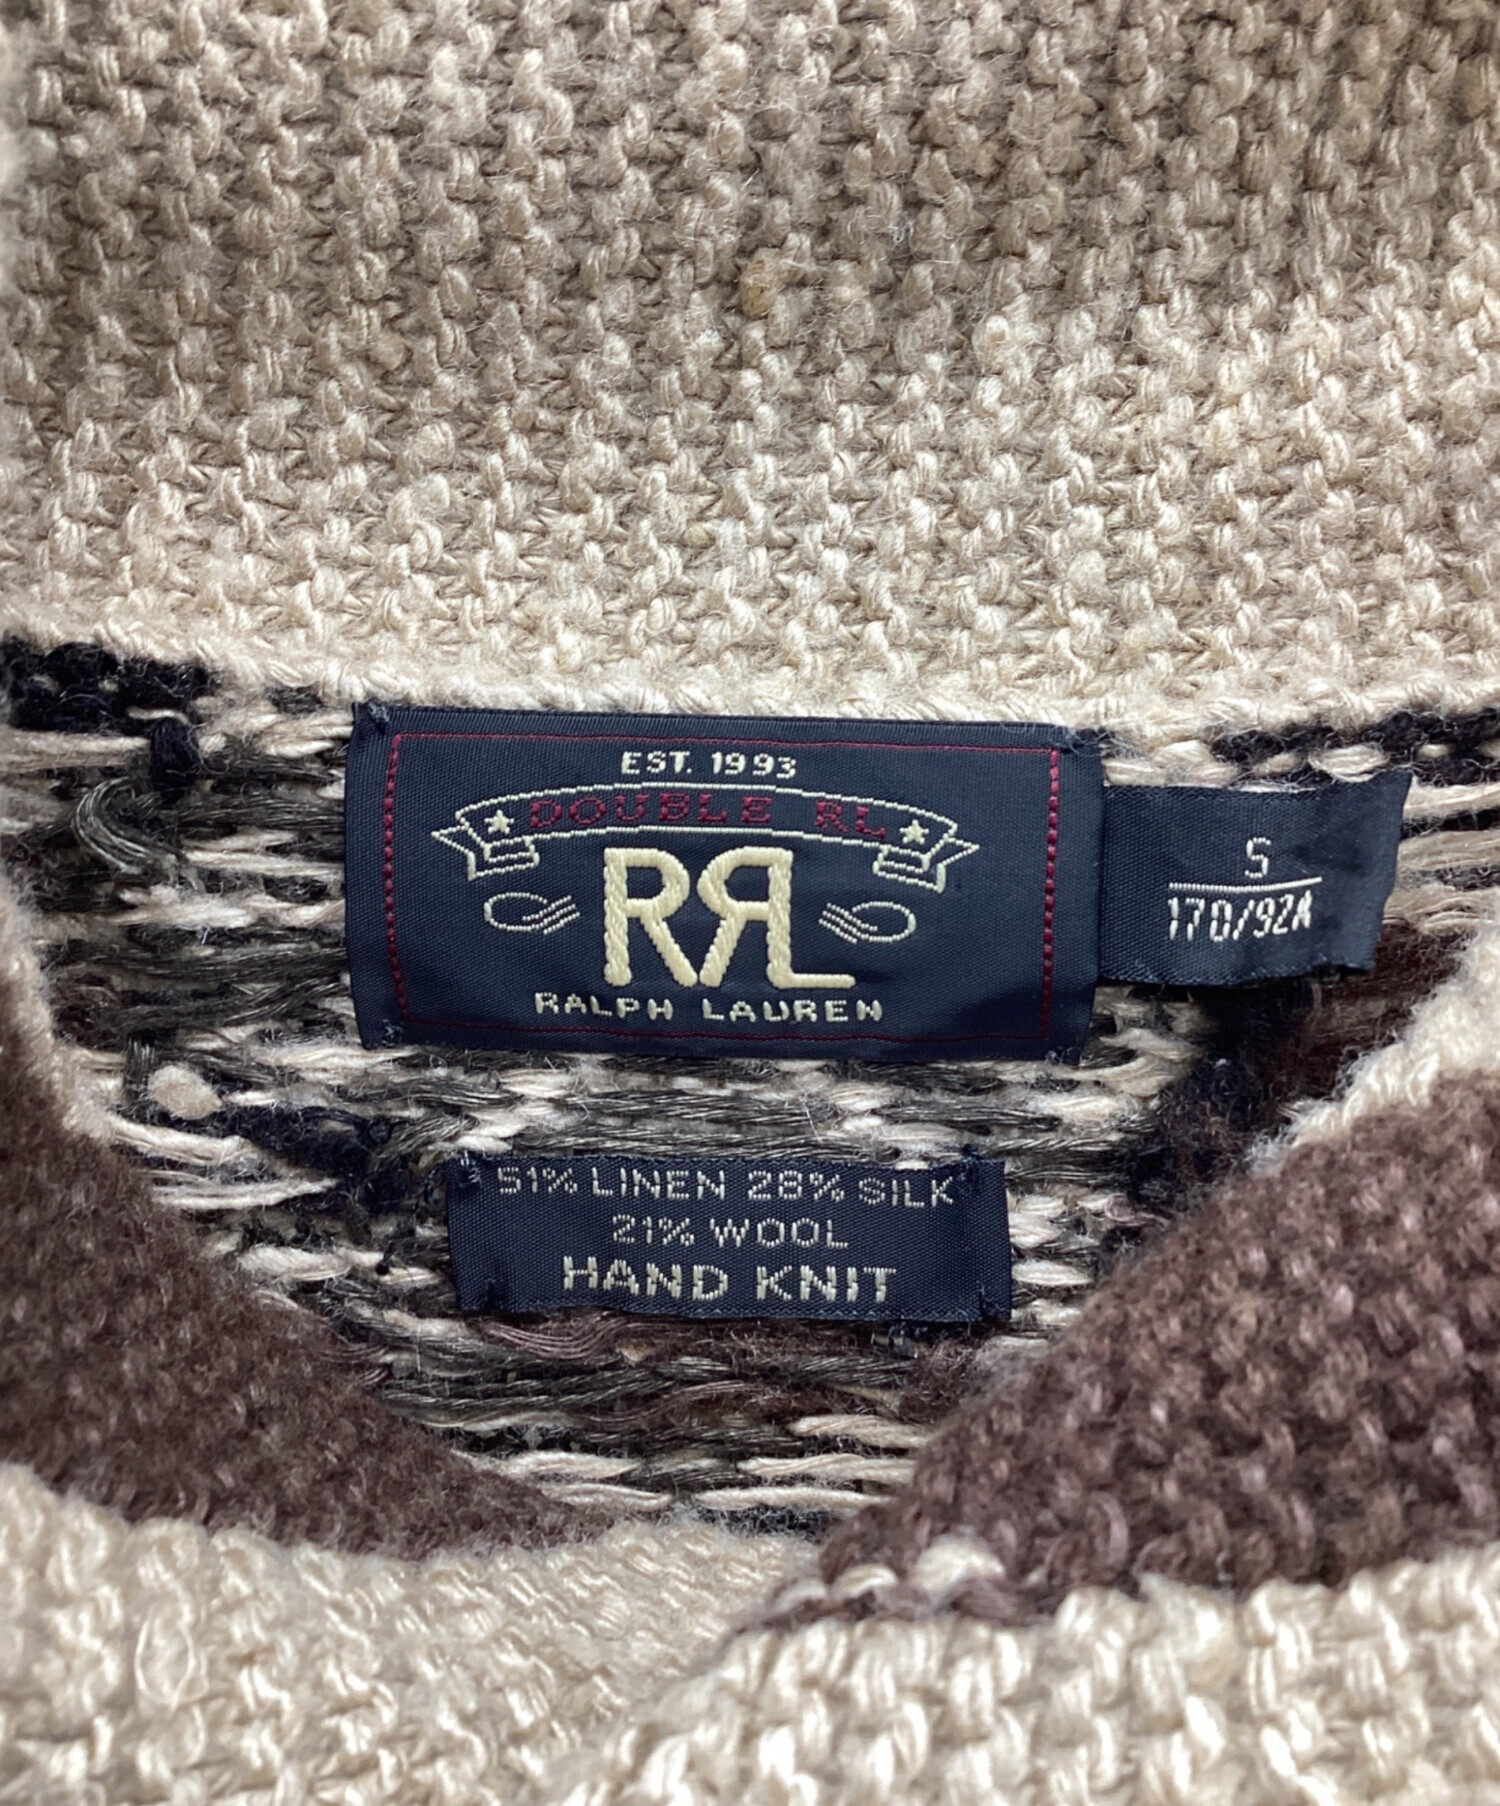 EST. 1993
DOUBLE RL
RRL
RALPH LAUREN
S
170/92A
51% LINEN 28% SILK
21% WOOL
HAND KNIT